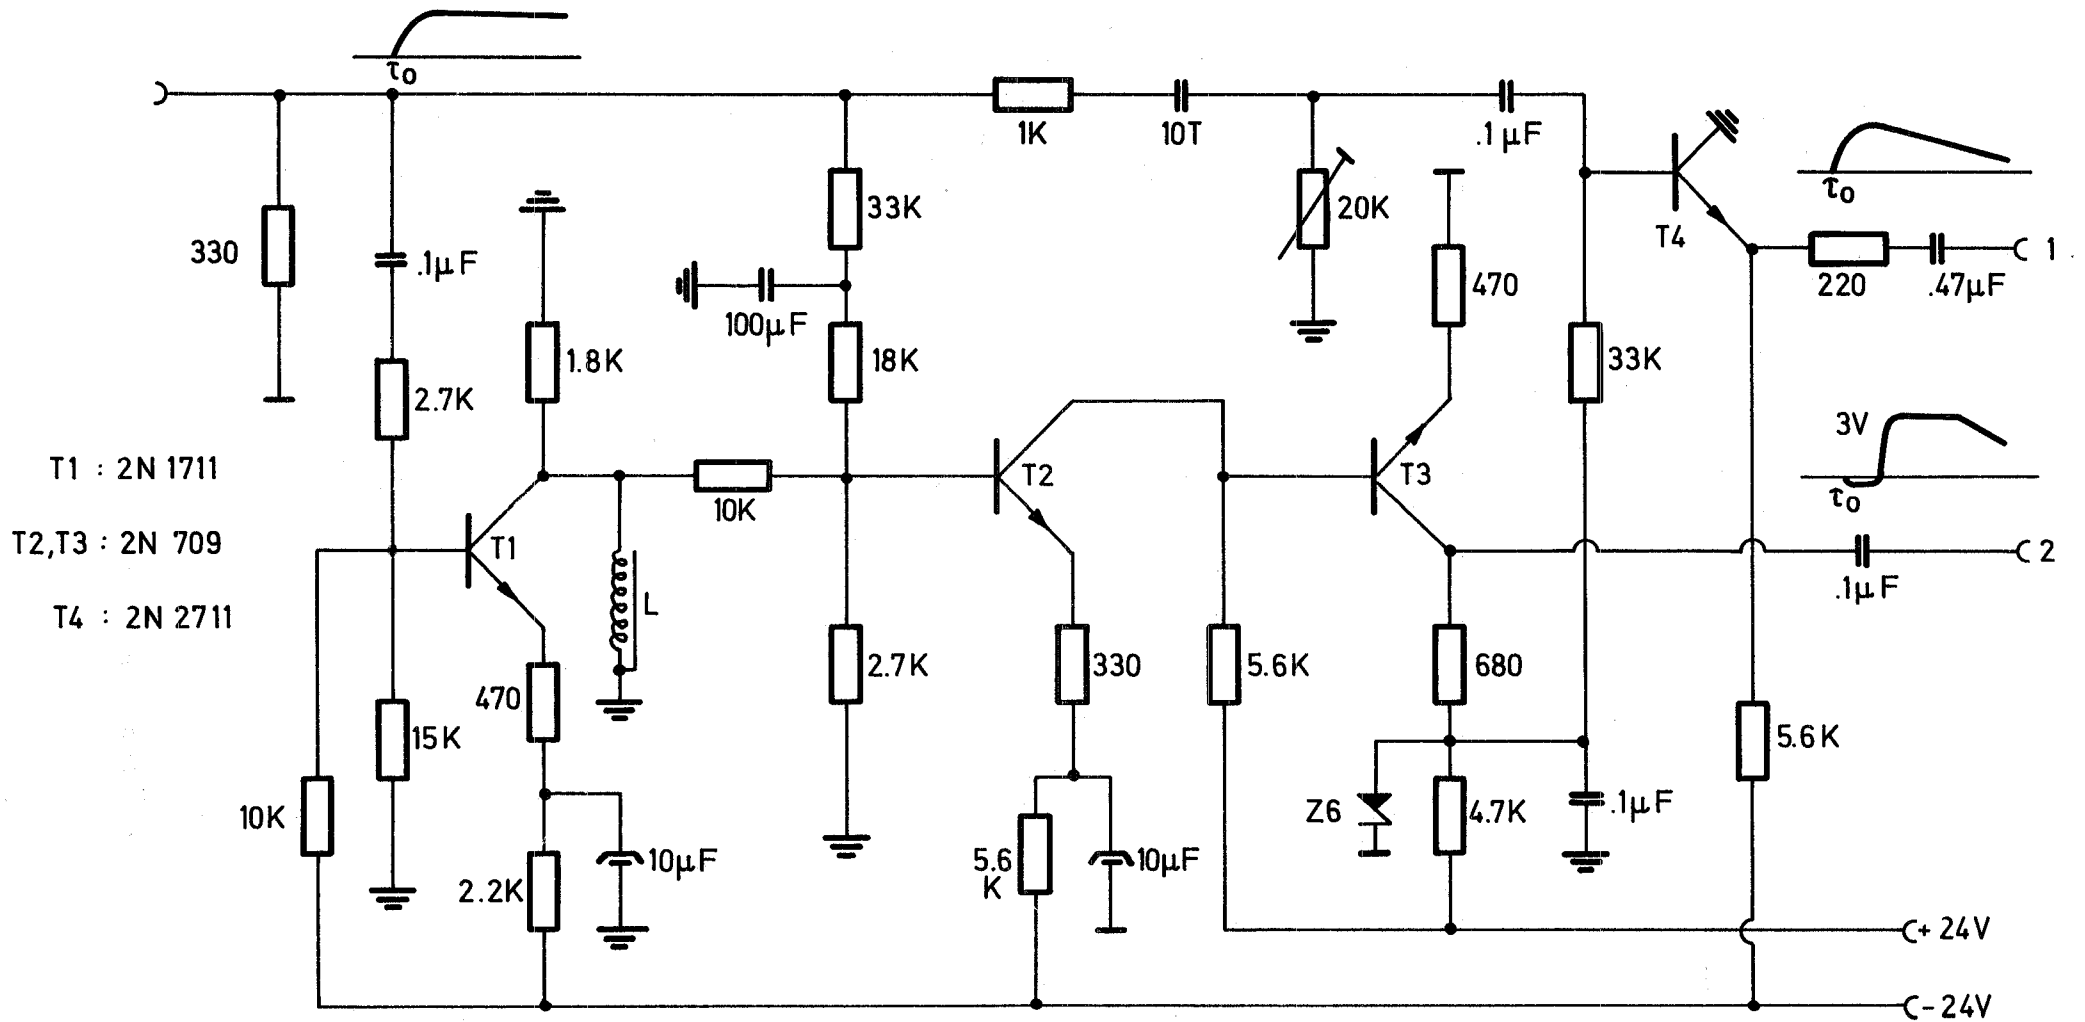 τo
1K
10T
.1μF
33K
20K
T4
τo
330
.1μF
470
1
220
.47μF
100μF
1.8K
18K
33K
2.7K
3V
T1 : 2N 1711
T2
T3
τo
10K
T2,T3 : 2N 709
T1
2
.1μF
T4 : 2N 2711
L
2.7K
330
5.6K
680
470
15K
5.6K
10K
Z6
4.7K
.1μF
2.2K
10μF
5.6
K
10μF
+ 24V
- 24V